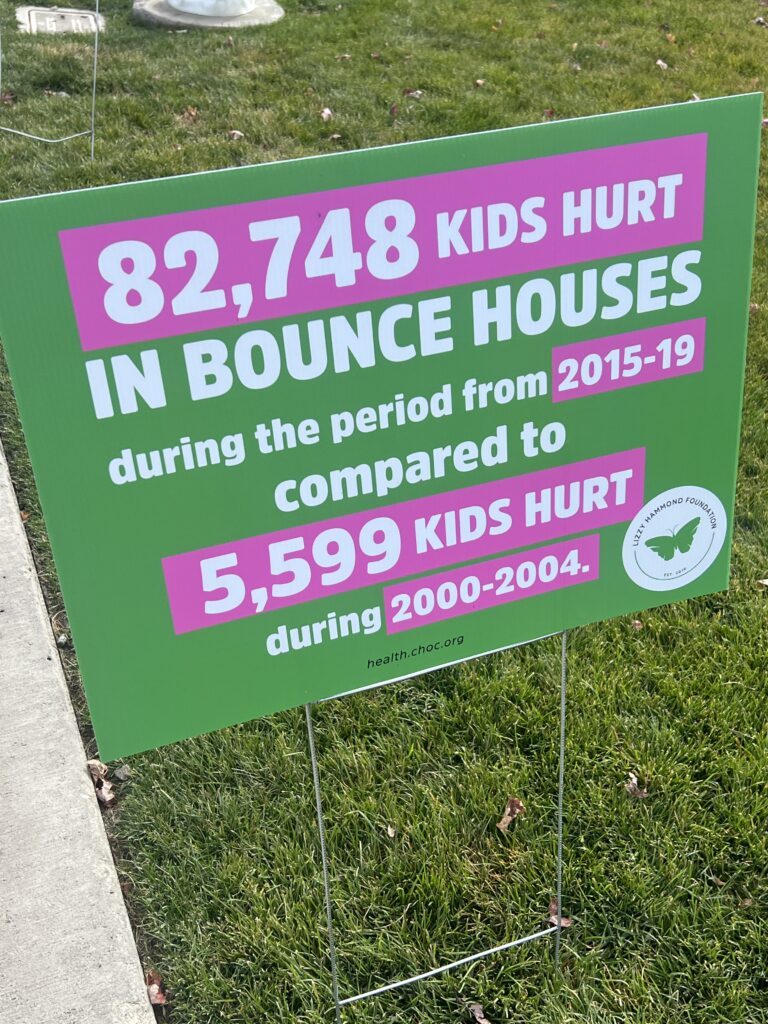 82,748 KIDS HURT
IN BOUNCE HOUSES
during the period from 2015-19
compared to
5,599 KIDS HURT
during 2000-2004.
health.choc.org
LIZZY HAMMOND FOUNDATION
EST.